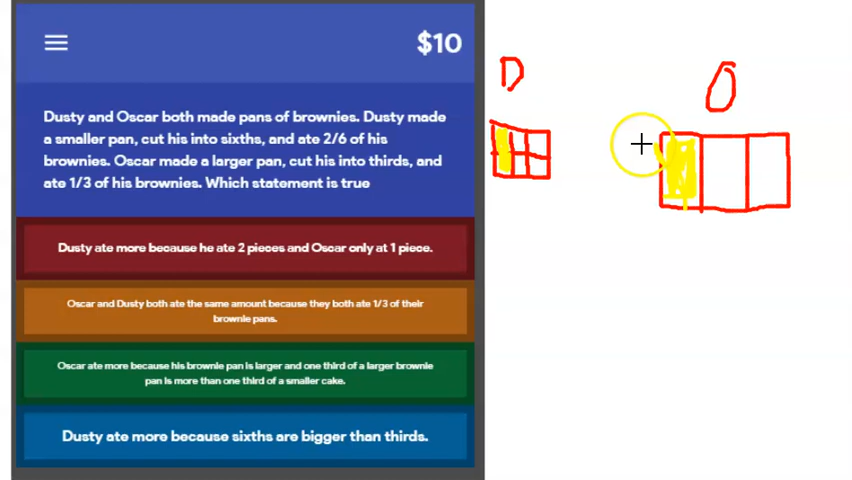 $10
Dusty and Oscar both made pans of brownies. Dusty made
a smaller pan, cut his into sixths, and ate 2/6 of his
brownies. Oscar made a larger pan, cut his into thirds, and
ate 1/3 of his brownies. Which statement is true
Dusty ate more because he ate 2 pieces and Oscar only at 1 piece.
Oscar and Dusty both ate the same amount because they both ate 1/3 of their
brownie pans.
Oscar ate more because his brownie pan is larger and one third of a larger brownie
pan is more than one third of a smaller cake.
Dusty ate more because sixths are bigger than thirds.
D
O